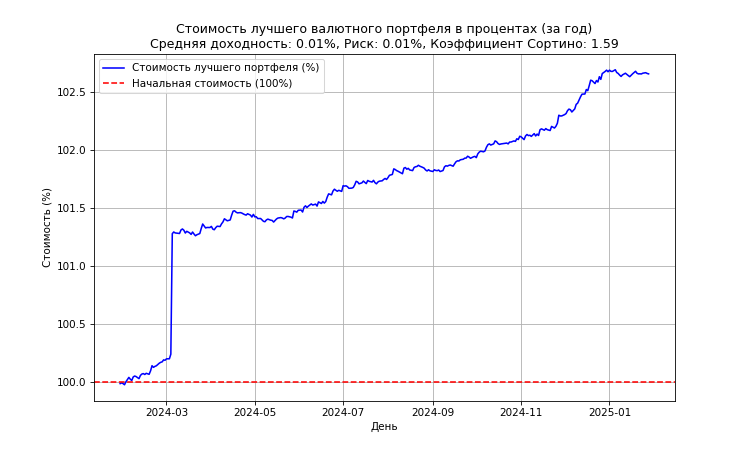 Стоимость лучшего валютного портфеля в процентах (за год)
Средняя доходность: 0.01%, Риск: 0.01%, Коэффициент Сортино: 1.59
Стоимость лучшего портфеля (%)
Начальная стоимость (100%)
Стоимость (%)
102.5
102.0
101.5
101.0
100.5
100.0
2024-03 2024-05 2024-07 2024-09 2024-11 2025-01
День